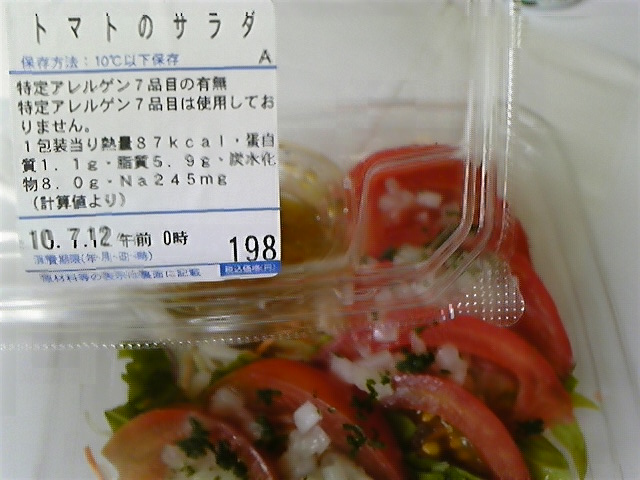 トマトのサラダ
保存方法：10℃以下保存 A
特定アレルゲン７品目の有無
特定アレルゲン７品目は使用してお
りません。
１包装当り熱量８７ｋｃａｌ・蛋白
質１．１ｇ・脂質５．９ｇ・炭水化
物８．０ｇ・Ｎａ２４５ｍｇ
（計算値より）
10.7.12 午前 0時
消費期限(年・月・日・時)
198
税込価格(円)
原材料等の表示は裏面に記載